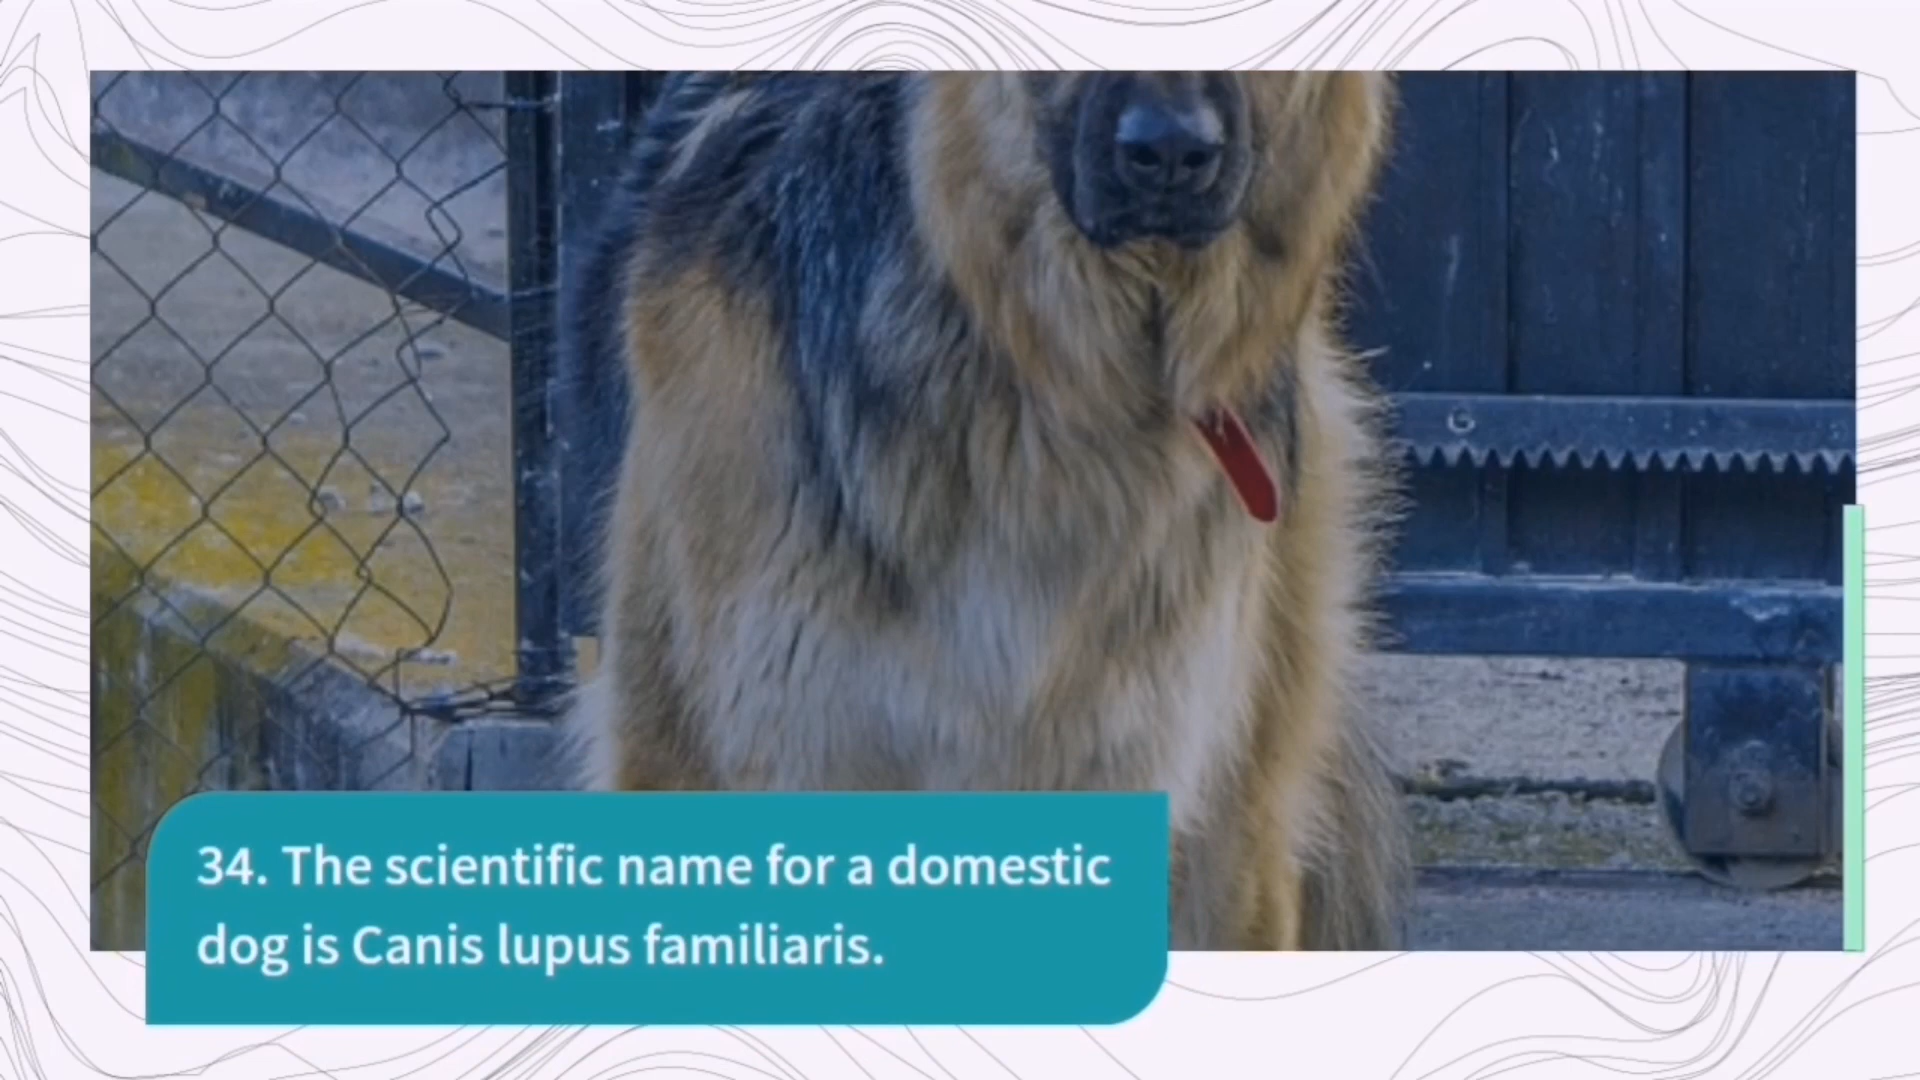 34. The scientific name for a domestic
dog is Canis lupus familiaris.